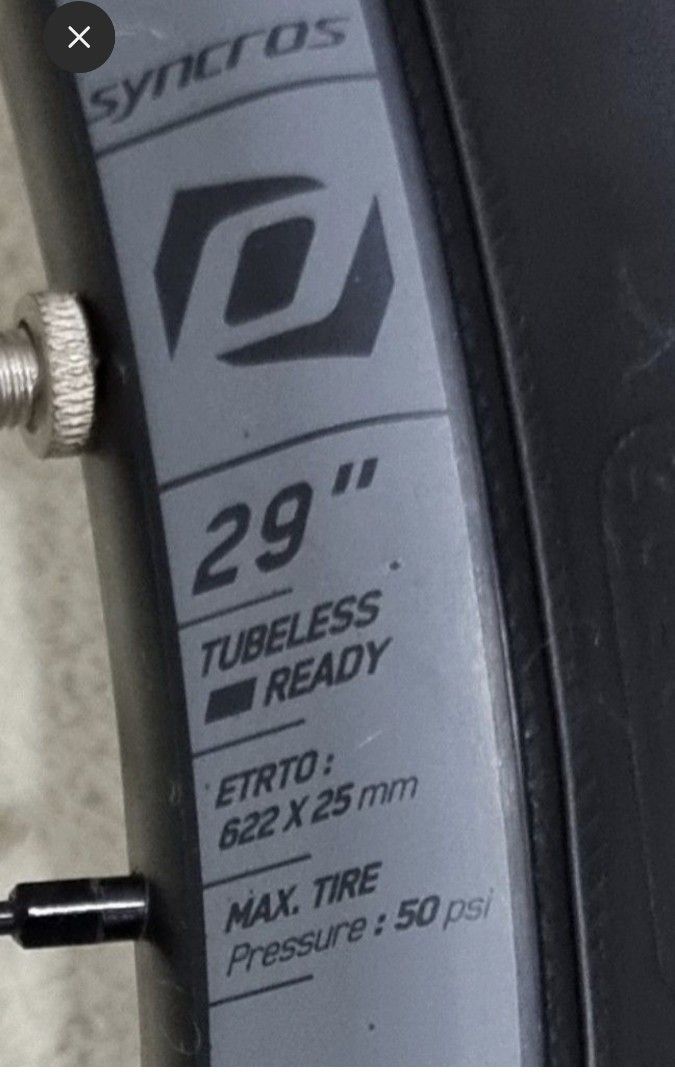 syncros
29"
TUBELESS
READY
ETRTO :
622 X 25 mm
MAX. TIRE
Pressure : 50 psi